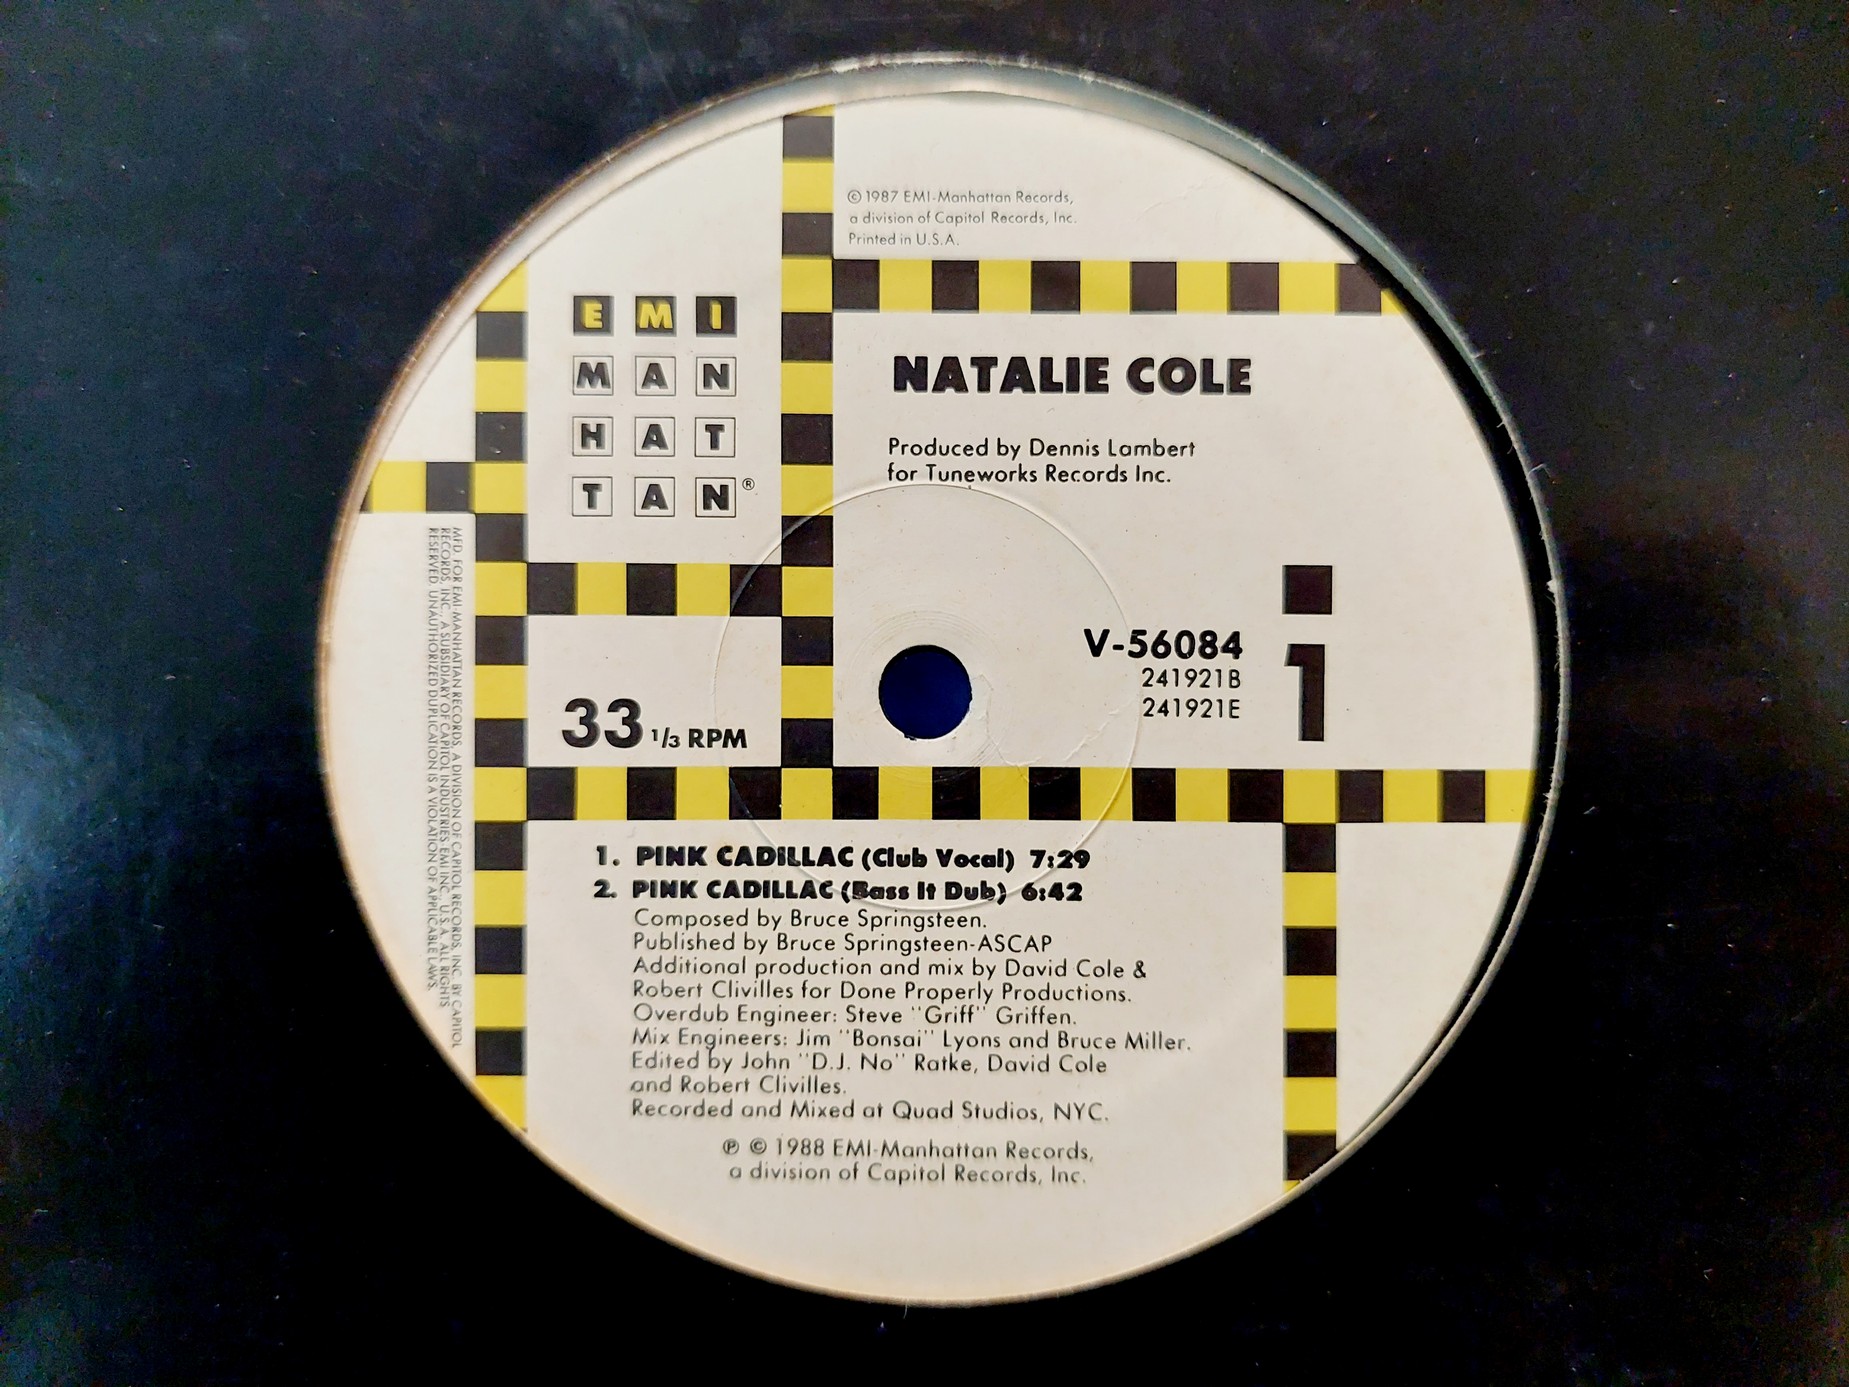 © 1987 EMI-Manhattan Records,
a division of Capitol Records, Inc.
Printed in U.S.A.
EMI
MAN
HAT
TAN®
NATALIE COLE
Produced by Dennis Lambert
for Tuneworks Records Inc.
V-56084
241921B
241921E
1
33 1/3 RPM
MFD. FOR EMI-MANHATTAN RECORDS, A DIVISION OF CAPITOL RECORDS, INC. BY CAPITOL
RECORDS, INC., A SUBSIDIARY OF CAPITOL INDUSTRIES-EMI INC., U.S.A. ALL RIGHTS
RESERVED. UNAUTHORIZED DUPLICATION IS A VIOLATION OF APPLICABLE LAWS.
1. PINK CADILLAC (Club Vocal) 7:29
2. PINK CADILLAC (Bass It Dub) 6:42
Composed by Bruce Springsteen.
Published by Bruce Springsteen-ASCAP
Additional production and mix by David Cole &
Robert Clivilles for Done Properly Productions.
Overdub Engineer: Steve "Griff" Griffen.
Mix Engineers: Jim "Bonsai" Lyons and Bruce Miller.
Edited by John "D.J. No" Ratke, David Cole
and Robert Clivilles.
Recorded and Mixed at Quad Studios, NYC.
℗ © 1988 EMI-Manhattan Records,
a division of Capitol Records, Inc.